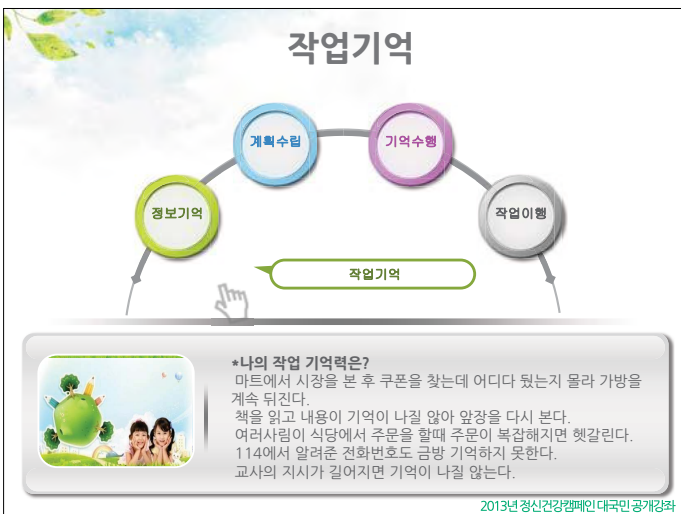 작업기억
계획수립
기억수행
정보기억
작업이행
작업기억
*나의 작업 기억력은?
마트에서 시장을 본 후 쿠폰을 찾는데 어디다 뒀는지 몰라 가방을
계속 뒤진다.
책을 읽고 내용이 기억이 나질 않아 앞장을 다시 본다.
여러사림이 식당에서 주문을 할때 주문이 복잡해지면 헷갈린다.
114에서 알려준 전화번호도 금방 기억하지 못한다.
교사의 지시가 길어지면 기억이 나질 않는다.
2013년 정신건강캠페인 대국민 공개강좌